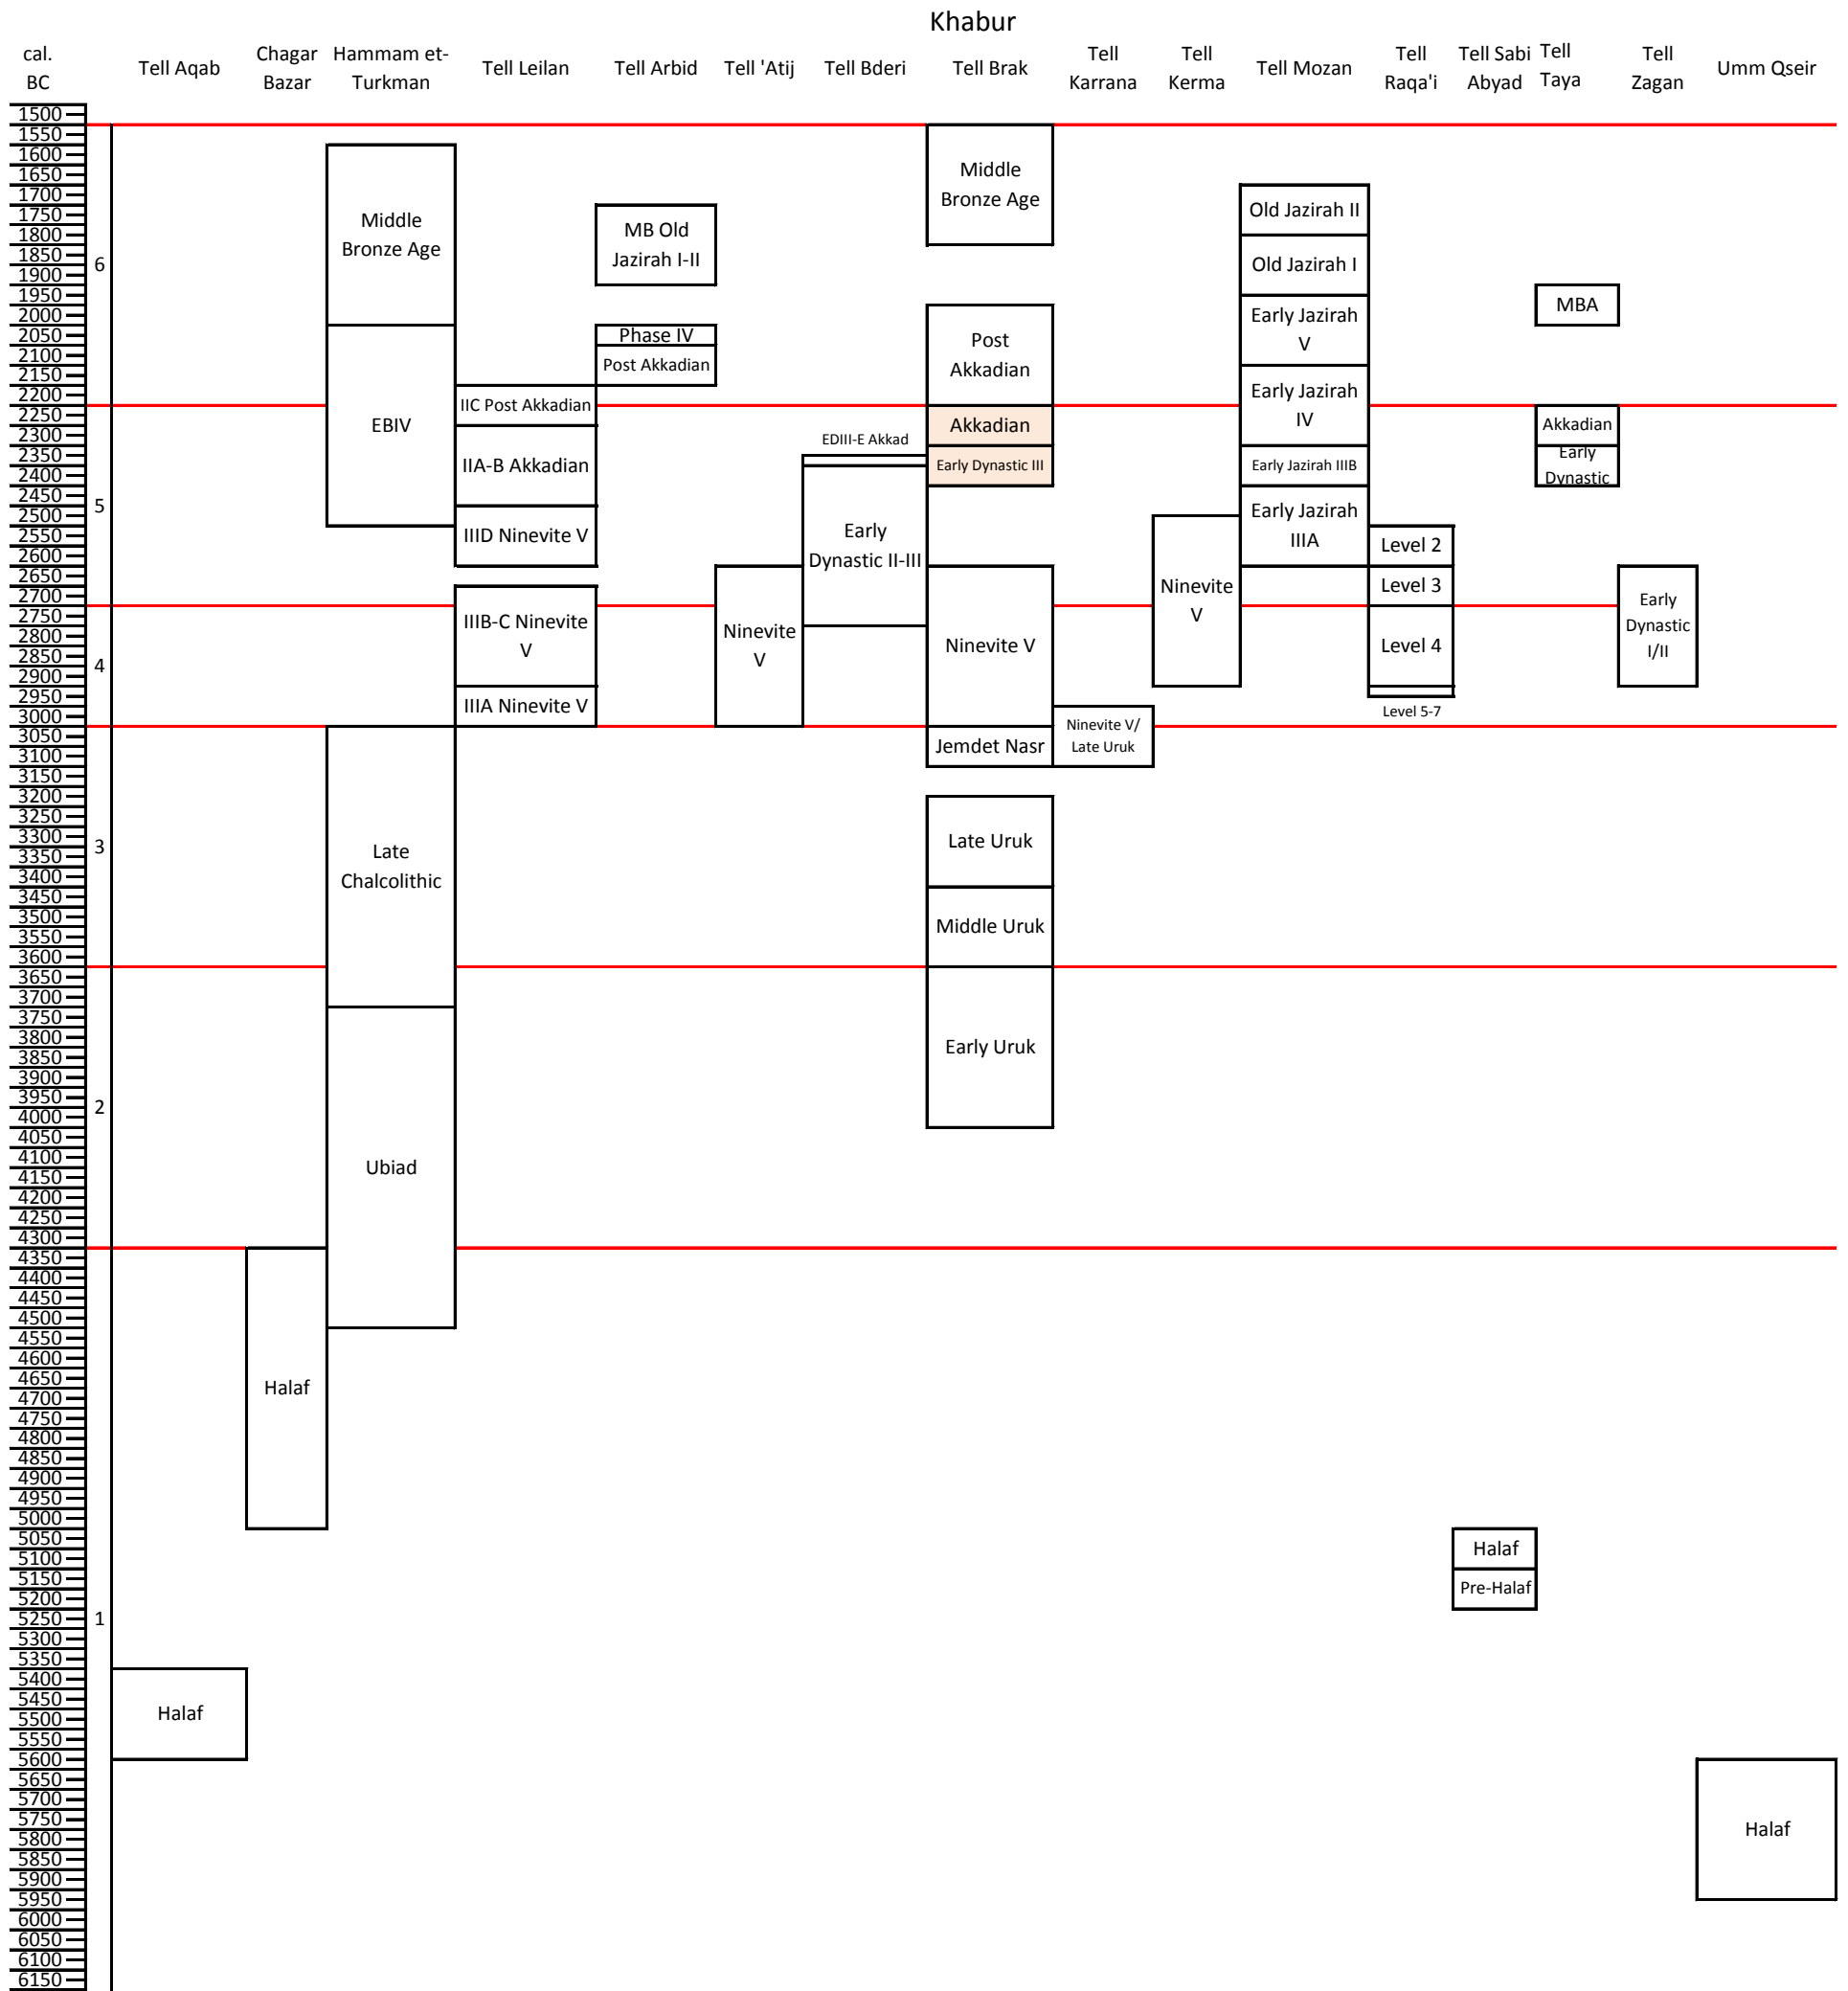 Khabur
cal.
BC
Tell Aqab
Chagar
Bazar
Hammam et-
Turkman
Tell Leilan
Tell Arbid
Tell 'Atij
Tell Bderi
Tell Brak
Tell
Karrana
Tell
Kerma
Tell Mozan
Tell
Raqa'i
Tell Sabi
Abyad
Tell
Taya
Tell
Zagan
Umm Qseir
1500
1550
1600
1650
1700
1750
1800
1850
1900
1950
2000
2050
2100
2150
2200
2250
2300
2350
2400
2450
2500
2550
2600
2650
2700
2750
2800
2850
2900
2950
3000
3050
3100
3150
3200
3250
3300
3350
3400
3450
3500
3550
3600
3650
3700
3750
3800
3850
3900
3950
4000
4050
4100
4150
4200
4250
4300
4350
4400
4450
4500
4550
4600
4650
4700
4750
4800
4850
4900
4950
5000
5050
5100
5150
5200
5250
5300
5350
5400
5450
5500
5550
5600
5650
5700
5750
5800
5850
5900
5950
6000
6050
6100
6150
6
5
4
3
2
1
Halaf
Halaf
Middle
Bronze Age
EBIV
Late
Chalcolithic
Ubiad
IIC Post Akkadian
IIA-B Akkadian
IIID Ninevite V
IIIB-C Ninevite
V
IIIA Ninevite V
MB Old
Jazirah I-II
Phase IV
Post Akkadian
Ninevite
V
EDIII-E Akkad
Early
Dynastic II-III
Middle
Bronze Age
Post
Akkadian
Akkadian
Early Dynastic III
Ninevite V
Jemdet Nasr
Late Uruk
Middle Uruk
Early Uruk
Ninevite V/
Late Uruk
Ninevite
V
Old Jazirah II
Old Jazirah I
Early Jazirah
V
Early Jazirah
IV
Early Jazirah IIIB
Early Jazirah
IIIA
Level 2
Level 3
Level 4
Level 5-7
Halaf
Pre-Halaf
MBA
Akkadian
Early
Dynastic
Early
Dynastic
I/II
Halaf